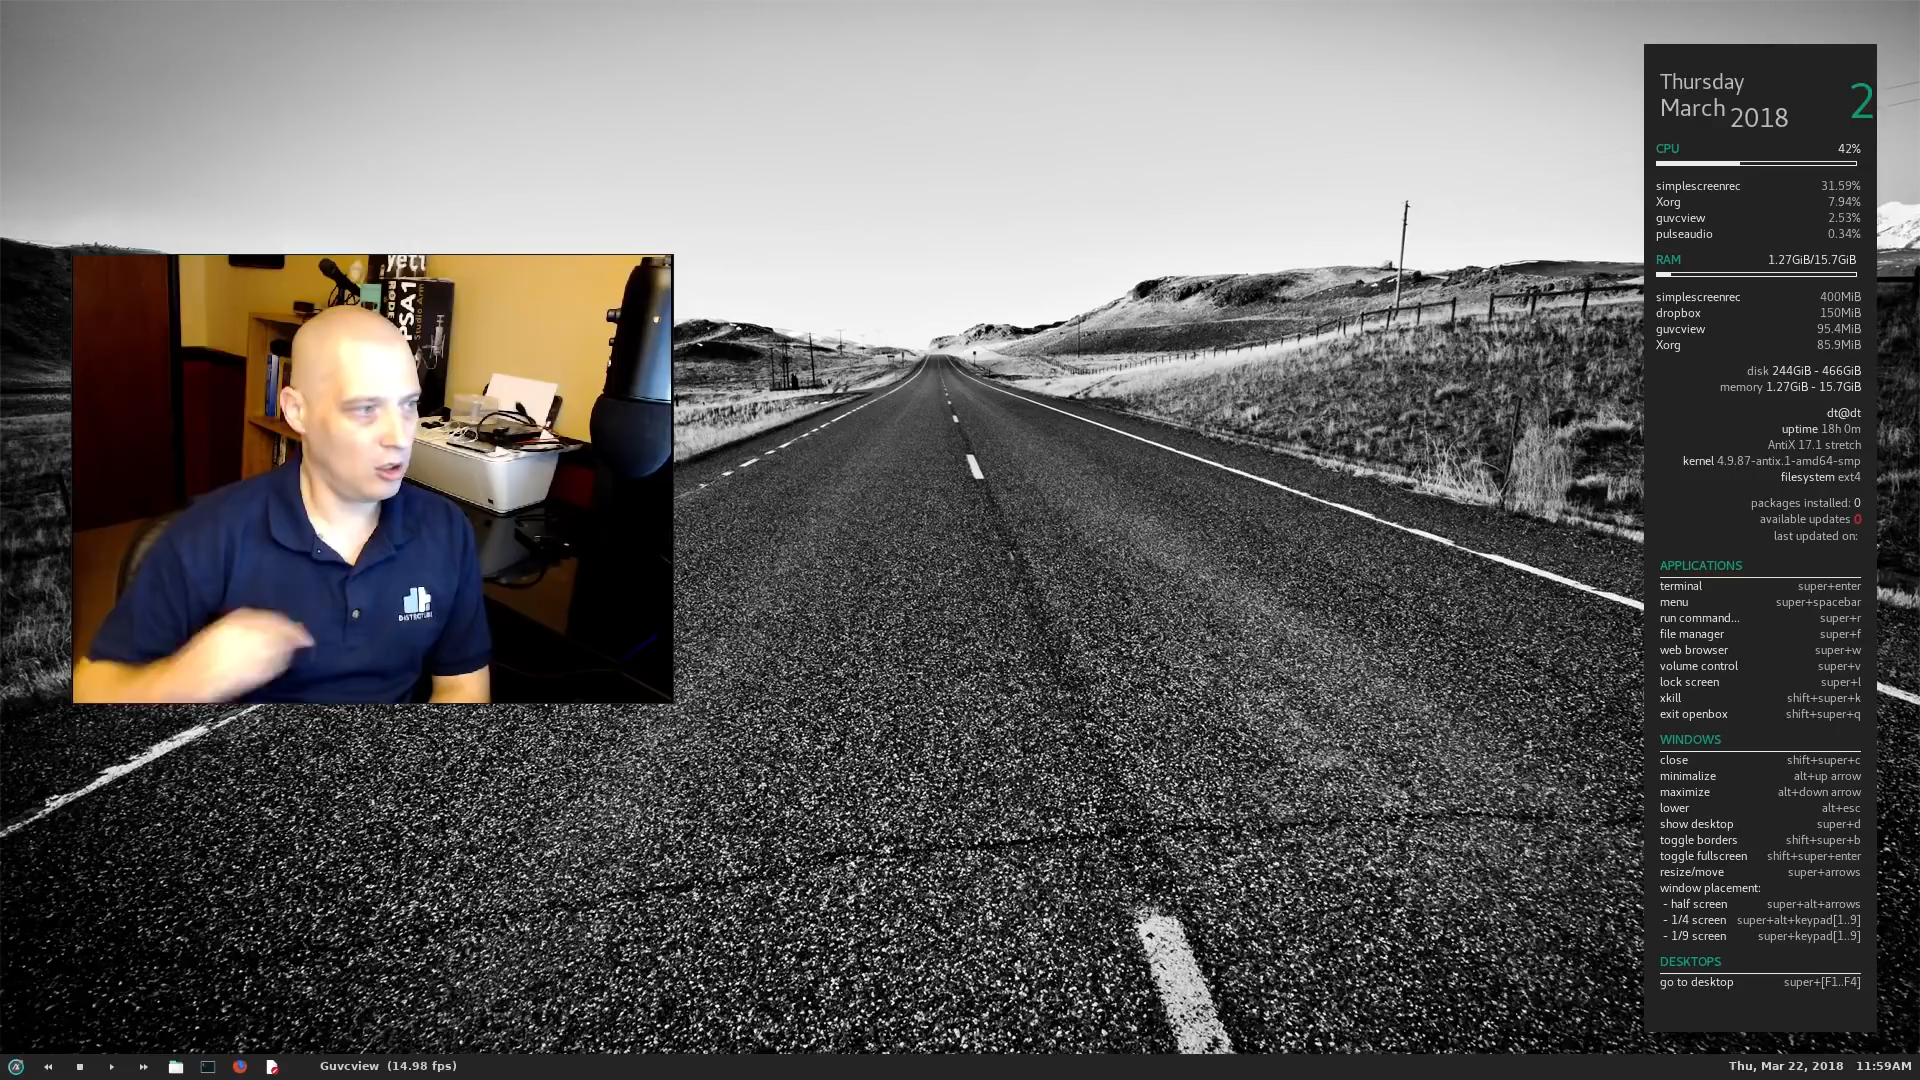 yeti
RØDE
PSA1
Studio Arm
DISTROTUBE
Thursday
March 2018 2
CPU 42%
simplescreenrec 31.59%
Xorg 7.94%
guvcview 2.53%
pulseaudio 0.34%
RAM 1.27GiB/15.7GiB
simplescreenrec 400MiB
dropbox 150MiB
guvcview 95.4MiB
Xorg 85.9MiB
disk 244GiB - 466GiB
memory 1.27GiB - 15.7GiB
dt@dt
uptime 18h 0m
AntiX 17.1 stretch
kernel 4.9.87-antix.1-amd64-smp
filesystem ext4
packages installed: 0
available updates 0
last updated on:
APPLICATIONS
terminal super+enter
menu super+spacebar
run command... super+r
file manager super+f
web browser super+w
volume control super+v
lock screen super+l
xkill shift+super+k
exit openbox shift+super+q
WINDOWS
close shift+super+c
minimalize alt+up arrow
maximize alt+down arrow
lower alt+esc
show desktop super+d
toggle borders shift+super+b
toggle fullscreen shift+super+enter
resize/move super+arrows
window placement:
- half screen super+alt+arrows
- 1/4 screen super+alt+keypad[1..9]
- 1/9 screen super+keypad[1..9]
DESKTOPS
go to desktop super+[F1..F4]
Guvcview (14.98 fps)
Thu, Mar 22, 2018 11:59AM